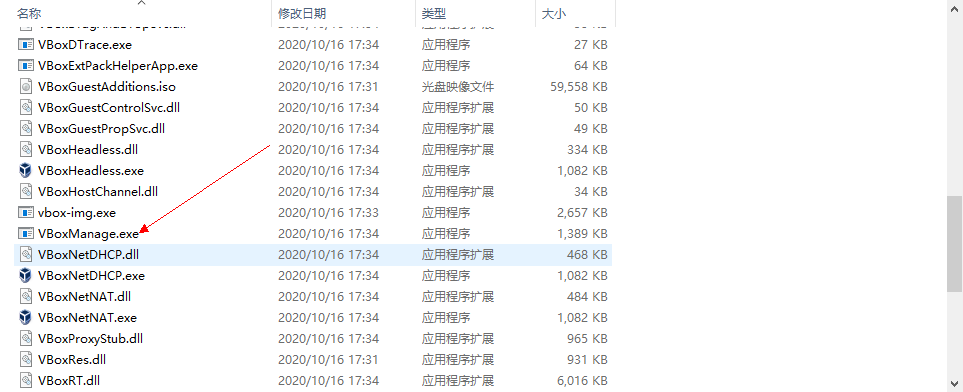 名称 修改日期 类型 大小
VBoxDTrace.exe 2020/10/16 17:34 应用程序 27 KB
VBoxExtPackHelperApp.exe 2020/10/16 17:34 应用程序 64 KB
VBoxGuestAdditions.iso 2020/10/16 17:31 光盘映像文件 59,558 KB
VBoxGuestControlSvc.dll 2020/10/16 17:34 应用程序扩展 50 KB
VBoxGuestPropSvc.dll 2020/10/16 17:34 应用程序扩展 49 KB
VBoxHeadless.dll 2020/10/16 17:34 应用程序扩展 334 KB
VBoxHeadless.exe 2020/10/16 17:34 应用程序 1,082 KB
VBoxHostChannel.dll 2020/10/16 17:34 应用程序扩展 34 KB
vbox-img.exe 2020/10/16 17:33 应用程序 2,657 KB
VBoxManage.exe 2020/10/16 17:34 应用程序 1,389 KB
VBoxNetDHCP.dll 2020/10/16 17:34 应用程序扩展 468 KB
VBoxNetDHCP.exe 2020/10/16 17:34 应用程序 1,082 KB
VBoxNetNAT.dll 2020/10/16 17:34 应用程序扩展 484 KB
VBoxNetNAT.exe 2020/10/16 17:34 应用程序 1,082 KB
VBoxProxyStub.dll 2020/10/16 17:34 应用程序扩展 965 KB
VBoxRes.dll 2020/10/16 17:31 应用程序扩展 931 KB
VBoxRT.dll 2020/10/16 17:34 应用程序扩展 6,016 KB